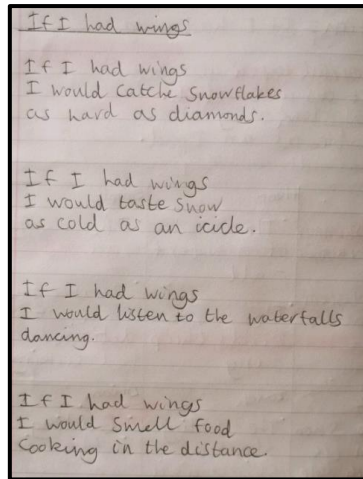 If I had wings
If I had wings
I would catche snowflakes
as hard as diamonds.
If I had wings
I would taste snow
as cold as an icicle.
If I had wings
I would listen to the waterfalls
dancing.
If I had wings
I would smell food
cooking in the distance.